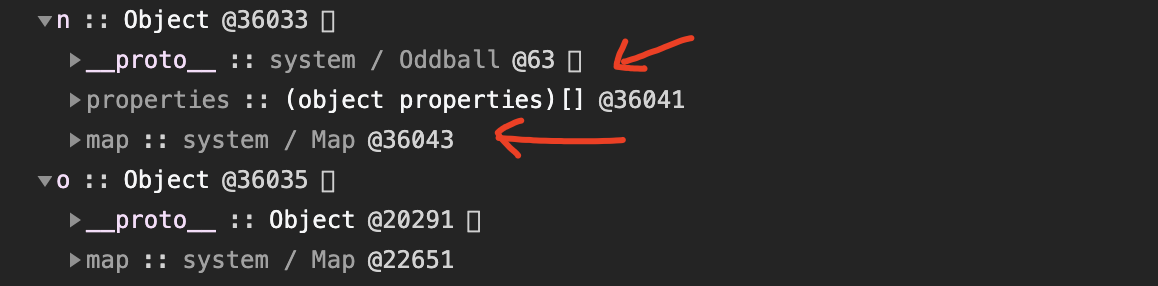 ▼n :: Object @36033 ▯
▶__proto__ :: system / Oddball @63 ▯
▶properties :: (object properties)[] @36041
▶map :: system / Map @36043
▼o :: Object @36035 ▯
▶__proto__ :: Object @20291 ▯
▶map :: system / Map @22651